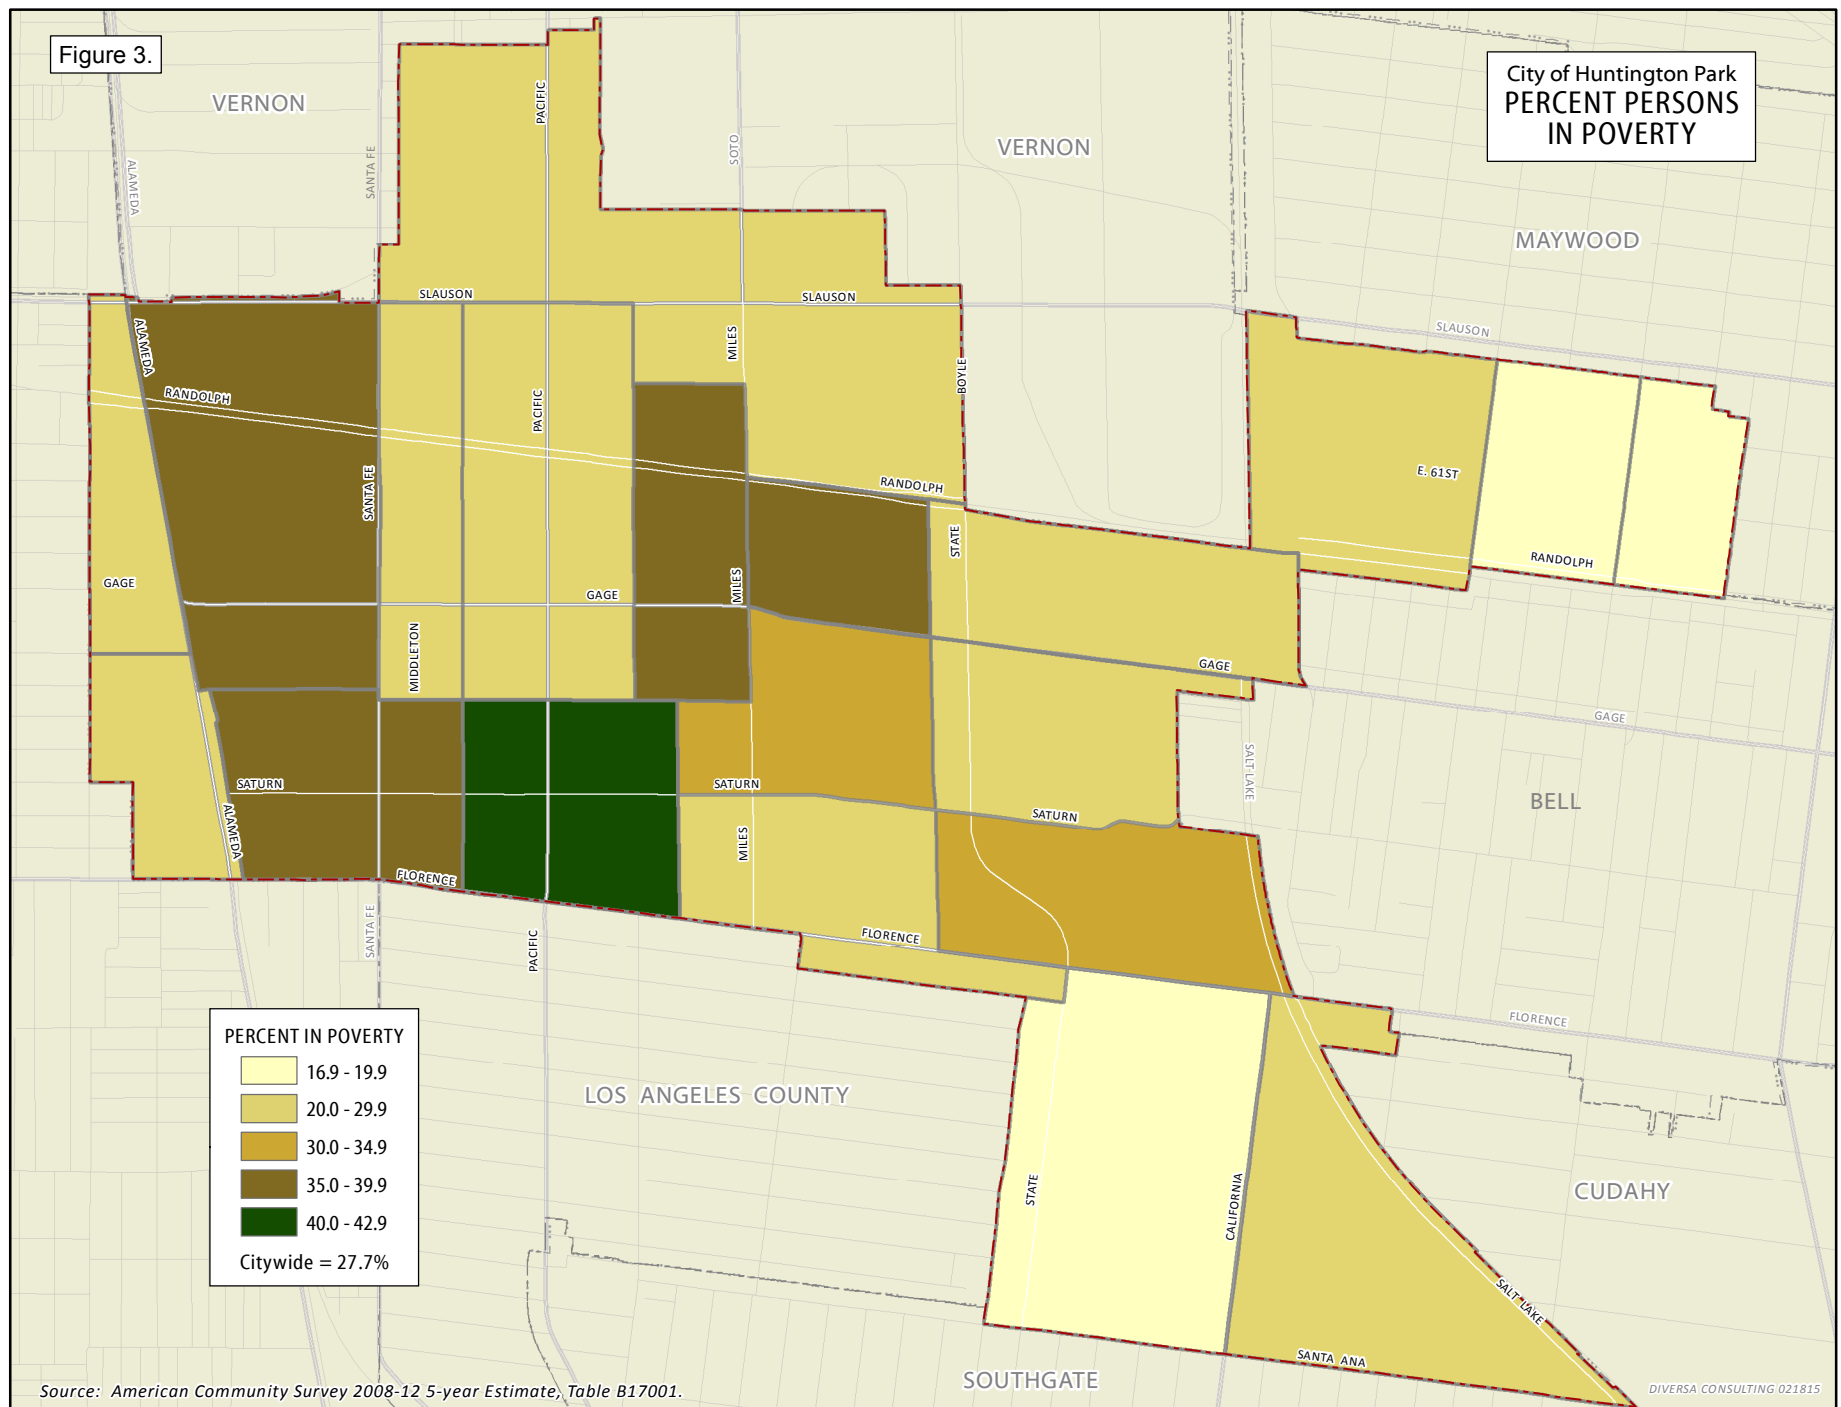 Figure 3.
City of Huntington Park
PERCENT PERSONS
IN POVERTY
VERNON
VERNON
MAYWOOD
PACIFIC
SOTO
SANTA FE
ALAMEDA
SLAUSON
SLAUSON
SLAUSON
ALAMEDA
MILES
BOYLE
RANDOLPH
PACIFIC
E. 61ST
SANTA FE
RANDOLPH
STATE
RANDOLPH
GAGE
GAGE
MILES
MIDDLETON
GAGE
GAGE
SALT LAKE
SATURN
SATURN
SATURN
BELL
ALAMEDA
MILES
FLORENCE
FLORENCE
SANTA FE
PACIFIC
FLORENCE
LOS ANGELES COUNTY
STATE
CALIFORNIA
CUDAHY
SALT LAKE
SANTA ANA
SOUTHGATE
PERCENT IN POVERTY
16.9 - 19.9
20.0 - 29.9
30.0 - 34.9
35.0 - 39.9
40.0 - 42.9
Citywide = 27.7%
Source: American Community Survey 2008-12 5-year Estimate, Table B17001.
DIVERSA CONSULTING 021815